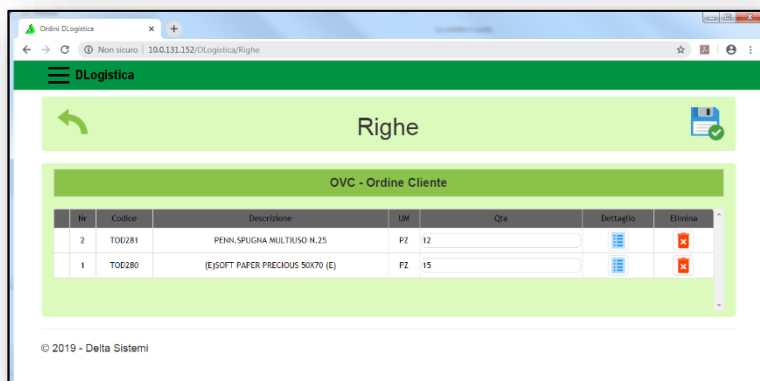 Ordini DLogistica
Non sicuro | 10.0.131.152/DLogistica/Righe
DLogistica
Righe
OVC - Ordine Cliente
Nr Codice Descrizione UM Qta Dettaglio Elimina
2 TOD281 PENN.SPUGNA MULTIUSO N.25 PZ 12
1 TOD280 (E)SOFT PAPER PRECIOUS 50X70 (E) PZ 15
© 2019 - Delta Sistemi